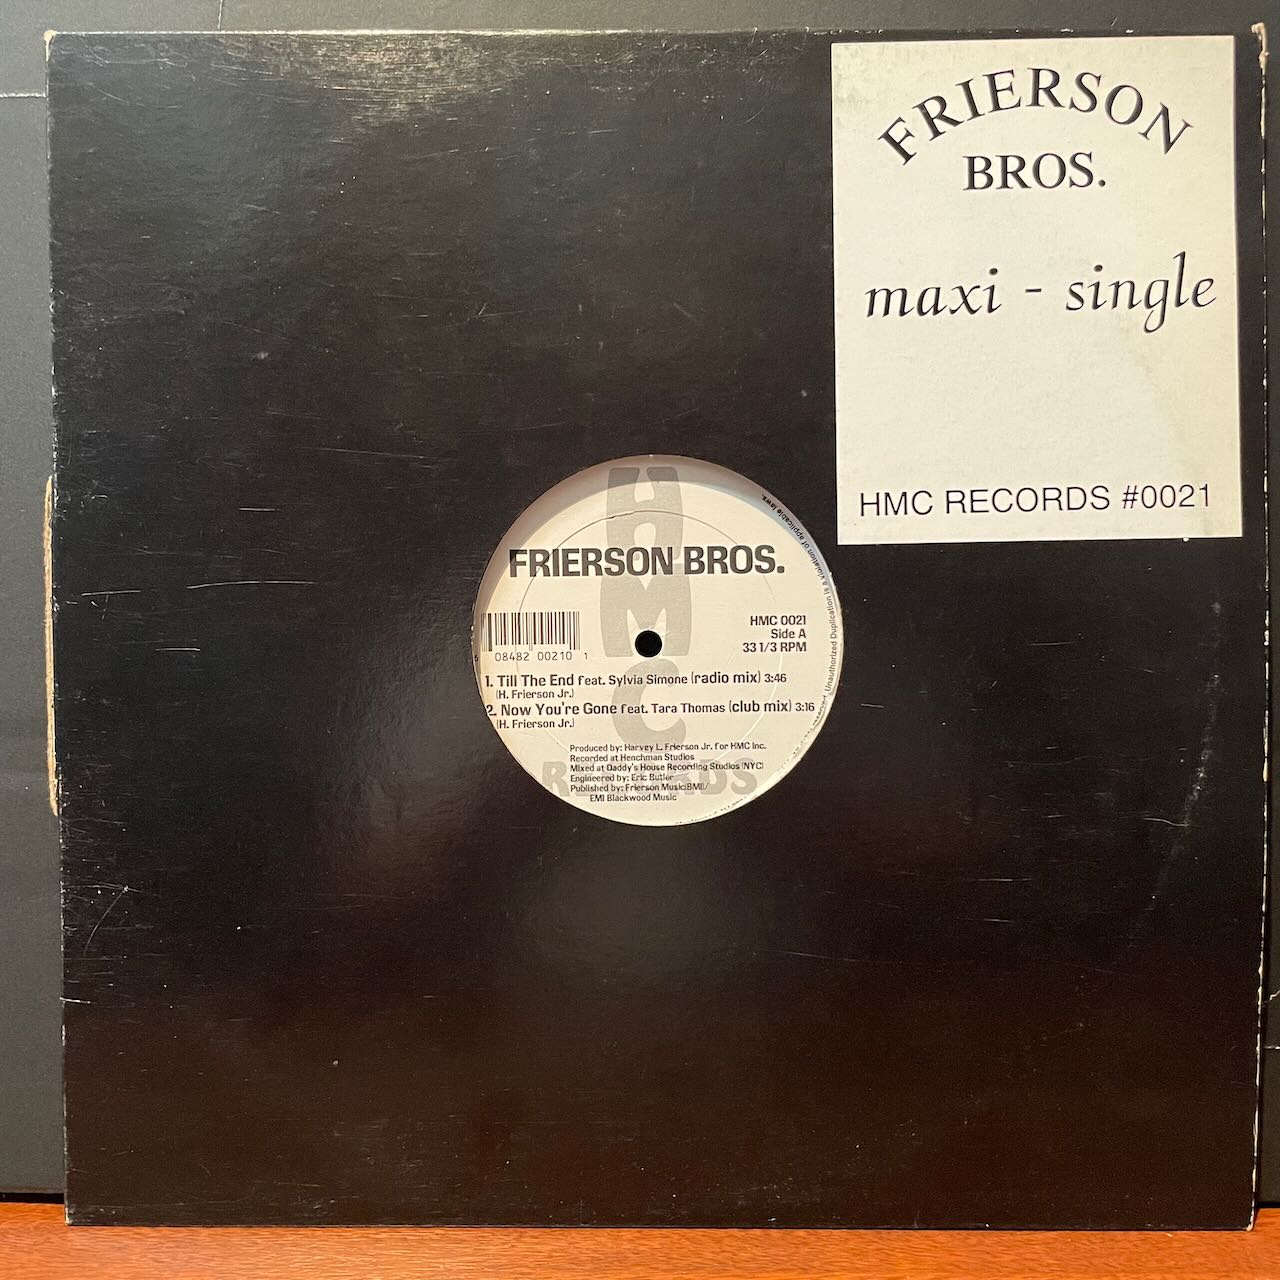 FRIERSON
BROS.
maxi - single
HMC RECORDS #0021
HMC
RECORDS
FRIERSON BROS.
HMC 0021
Side A
33 1/3 RPM
5 08482 00210 1
1. Till The End feat. Sylvia Simone (radio mix) 3:46
(H. Frierson Jr.)
2. Now You're Gone feat. Tara Thomas (club mix) 3:16
(H. Frierson Jr.)
Produced by: Harvey L. Frierson Jr. for HMC Inc.
Recorded at Henchman Studios
Mixed at Daddy's House Recording Studios (NYC)
Engineered by: Eric Butler
Published by: Frierson Music(BMI)/
EMI Blackwood Music
Unauthorized Duplication is a violation of applicable laws.